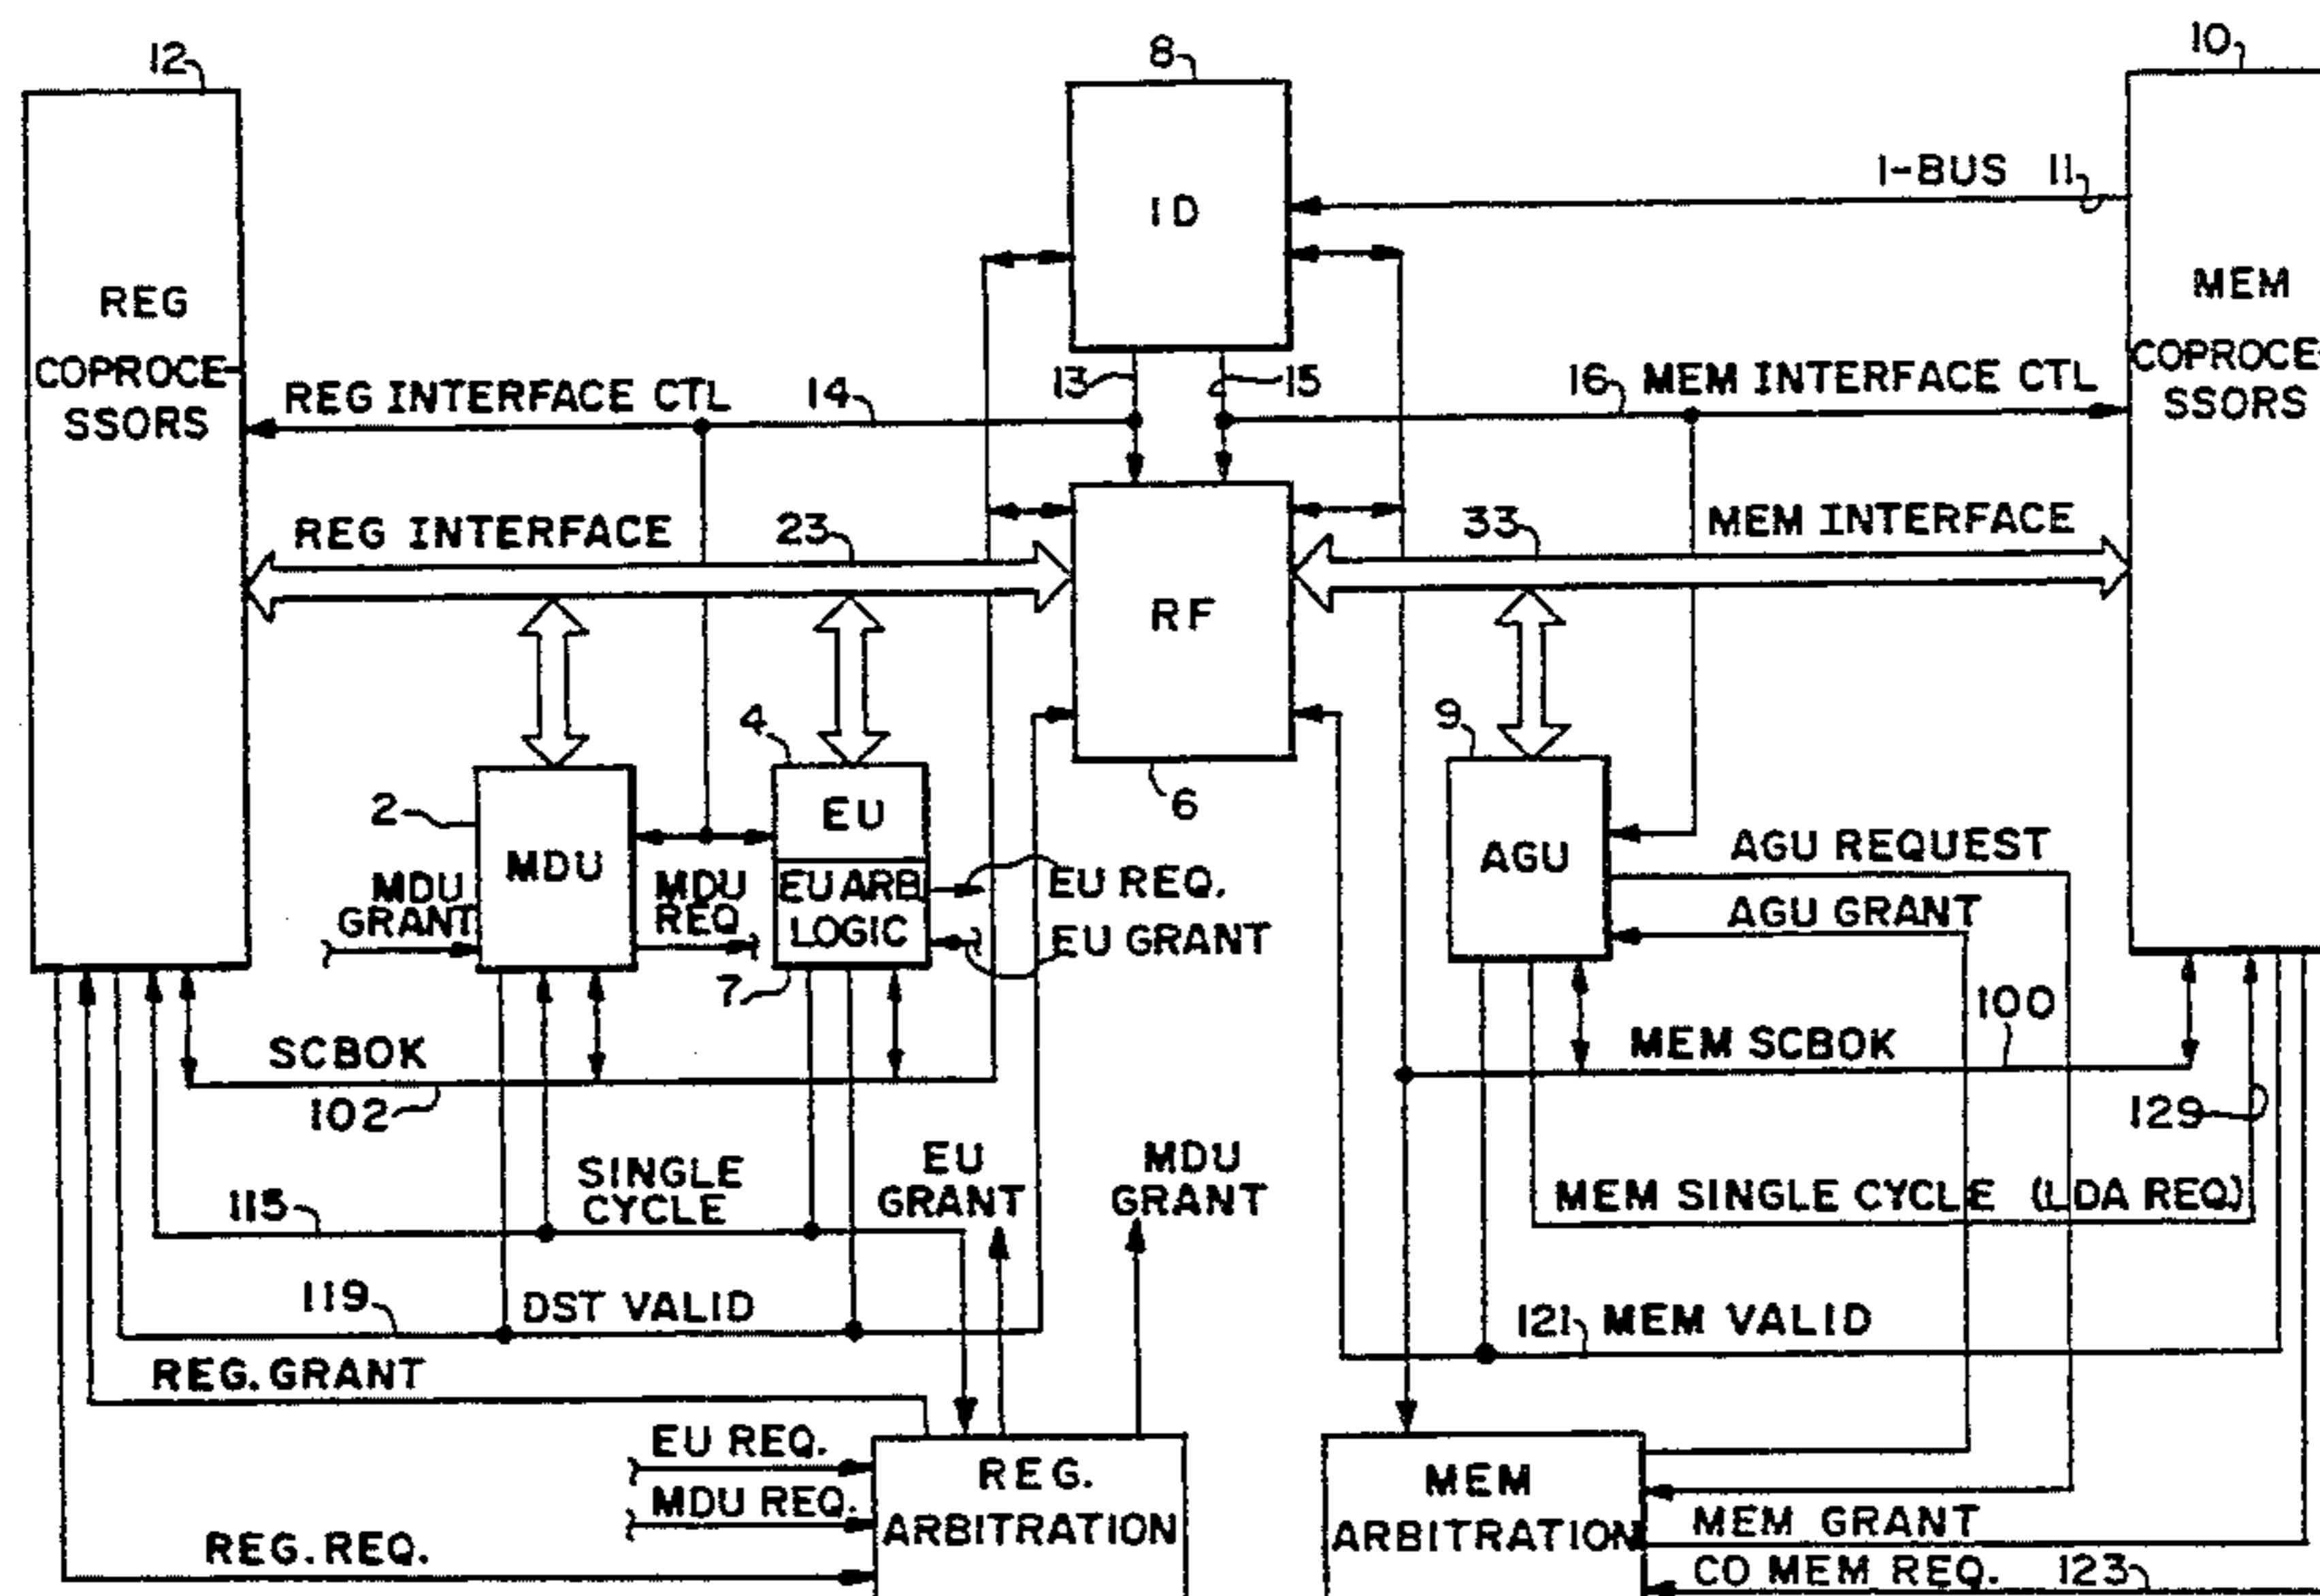 12
8
10
I-BUS 11
ID
REG
COPROCE-
SSORS
MEM
COPROCE-
SSORS
13
15
REG INTERFACE CTL 14
16 MEM INTERFACE CTL
REG INTERFACE 23
33 MEM INTERFACE
RF
4
9
6
2
MDU
EU
AGU
AGU REQUEST
MDU
GRANT
MDU
REQ
EU ARB
LOGIC
EU REQ.
EU GRANT
AGU GRANT
7
100
SCBOK
MEM SCBOK
102
129
115
SINGLE
CYCLE
EU
GRANT
MDU
GRANT
MEM SINGLE CYCLE (LDA REQ)
119
DST VALID
121 MEM VALID
REG. GRANT
EU REQ.
MDU REQ.
REG. REQ.
REG.
ARBITRATION
MEM
ARBITRATION
MEM GRANT
CO MEM REQ. 123